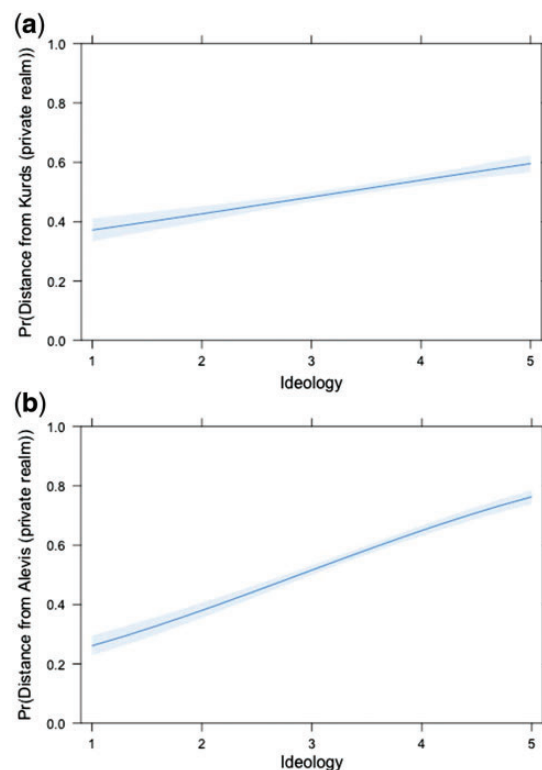 (a)
Pr(Distance from Kurds (private realm))
1.0
0.8
0.6
0.4
0.2
0.0
1 2 3 4 5
Ideology
(b)
Pr(Distance from Alevis (private realm))
1.0
0.8
0.6
0.4
0.2
0.0
1 2 3 4 5
Ideology